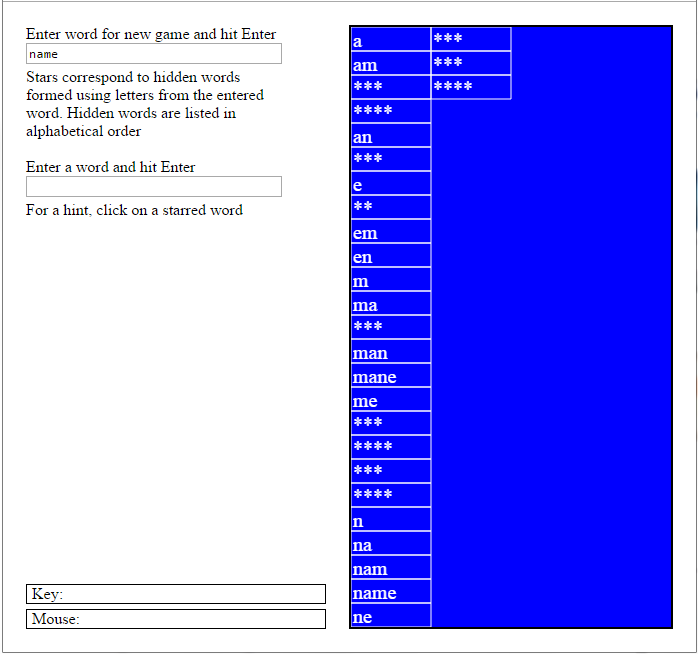 Enter word for new game and hit Enter
name
Stars correspond to hidden words
formed using letters from the entered
word. Hidden words are listed in
alphabetical order
Enter a word and hit Enter
For a hint, click on a starred word
Key:
Mouse:
a
am
***
****
an
***
e
**
em
en
m
ma
***
man
mane
me
***
****
***
****
n
na
nam
name
ne
***
***
****